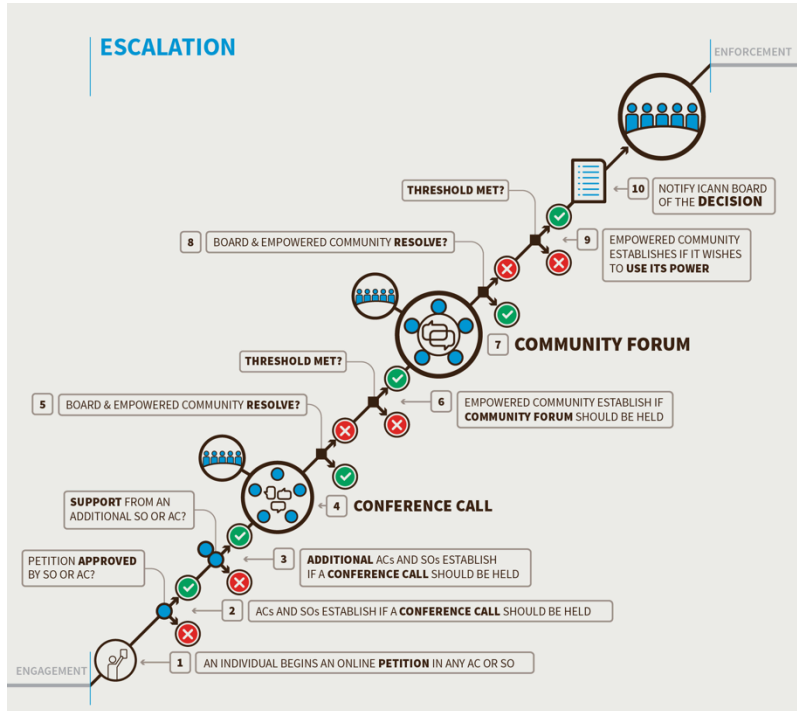 ESCALATION
ENFORCEMENT
10
NOTIFY ICANN BOARD
OF THE DECISION
THRESHOLD MET?
9
EMPOWERED COMMUNITY
ESTABLISHES IF IT WISHES
TO USE ITS POWER
8
BOARD & EMPOWERED COMMUNITY RESOLVE?
7
COMMUNITY FORUM
THRESHOLD MET?
6
EMPOWERED COMMUNITY ESTABLISH IF
COMMUNITY FORUM SHOULD BE HELD
5
BOARD & EMPOWERED COMMUNITY RESOLVE?
4
CONFERENCE CALL
SUPPORT FROM AN
ADDITIONAL SO OR AC?
3
ADDITIONAL ACs AND SOs ESTABLISH
IF A CONFERENCE CALL SHOULD BE HELD
PETITION APPROVED
BY SO OR AC?
2
ACs AND SOs ESTABLISH IF A CONFERENCE CALL SHOULD BE HELD
1
AN INDIVIDUAL BEGINS AN ONLINE PETITION IN ANY AC OR SO
ENGAGEMENT